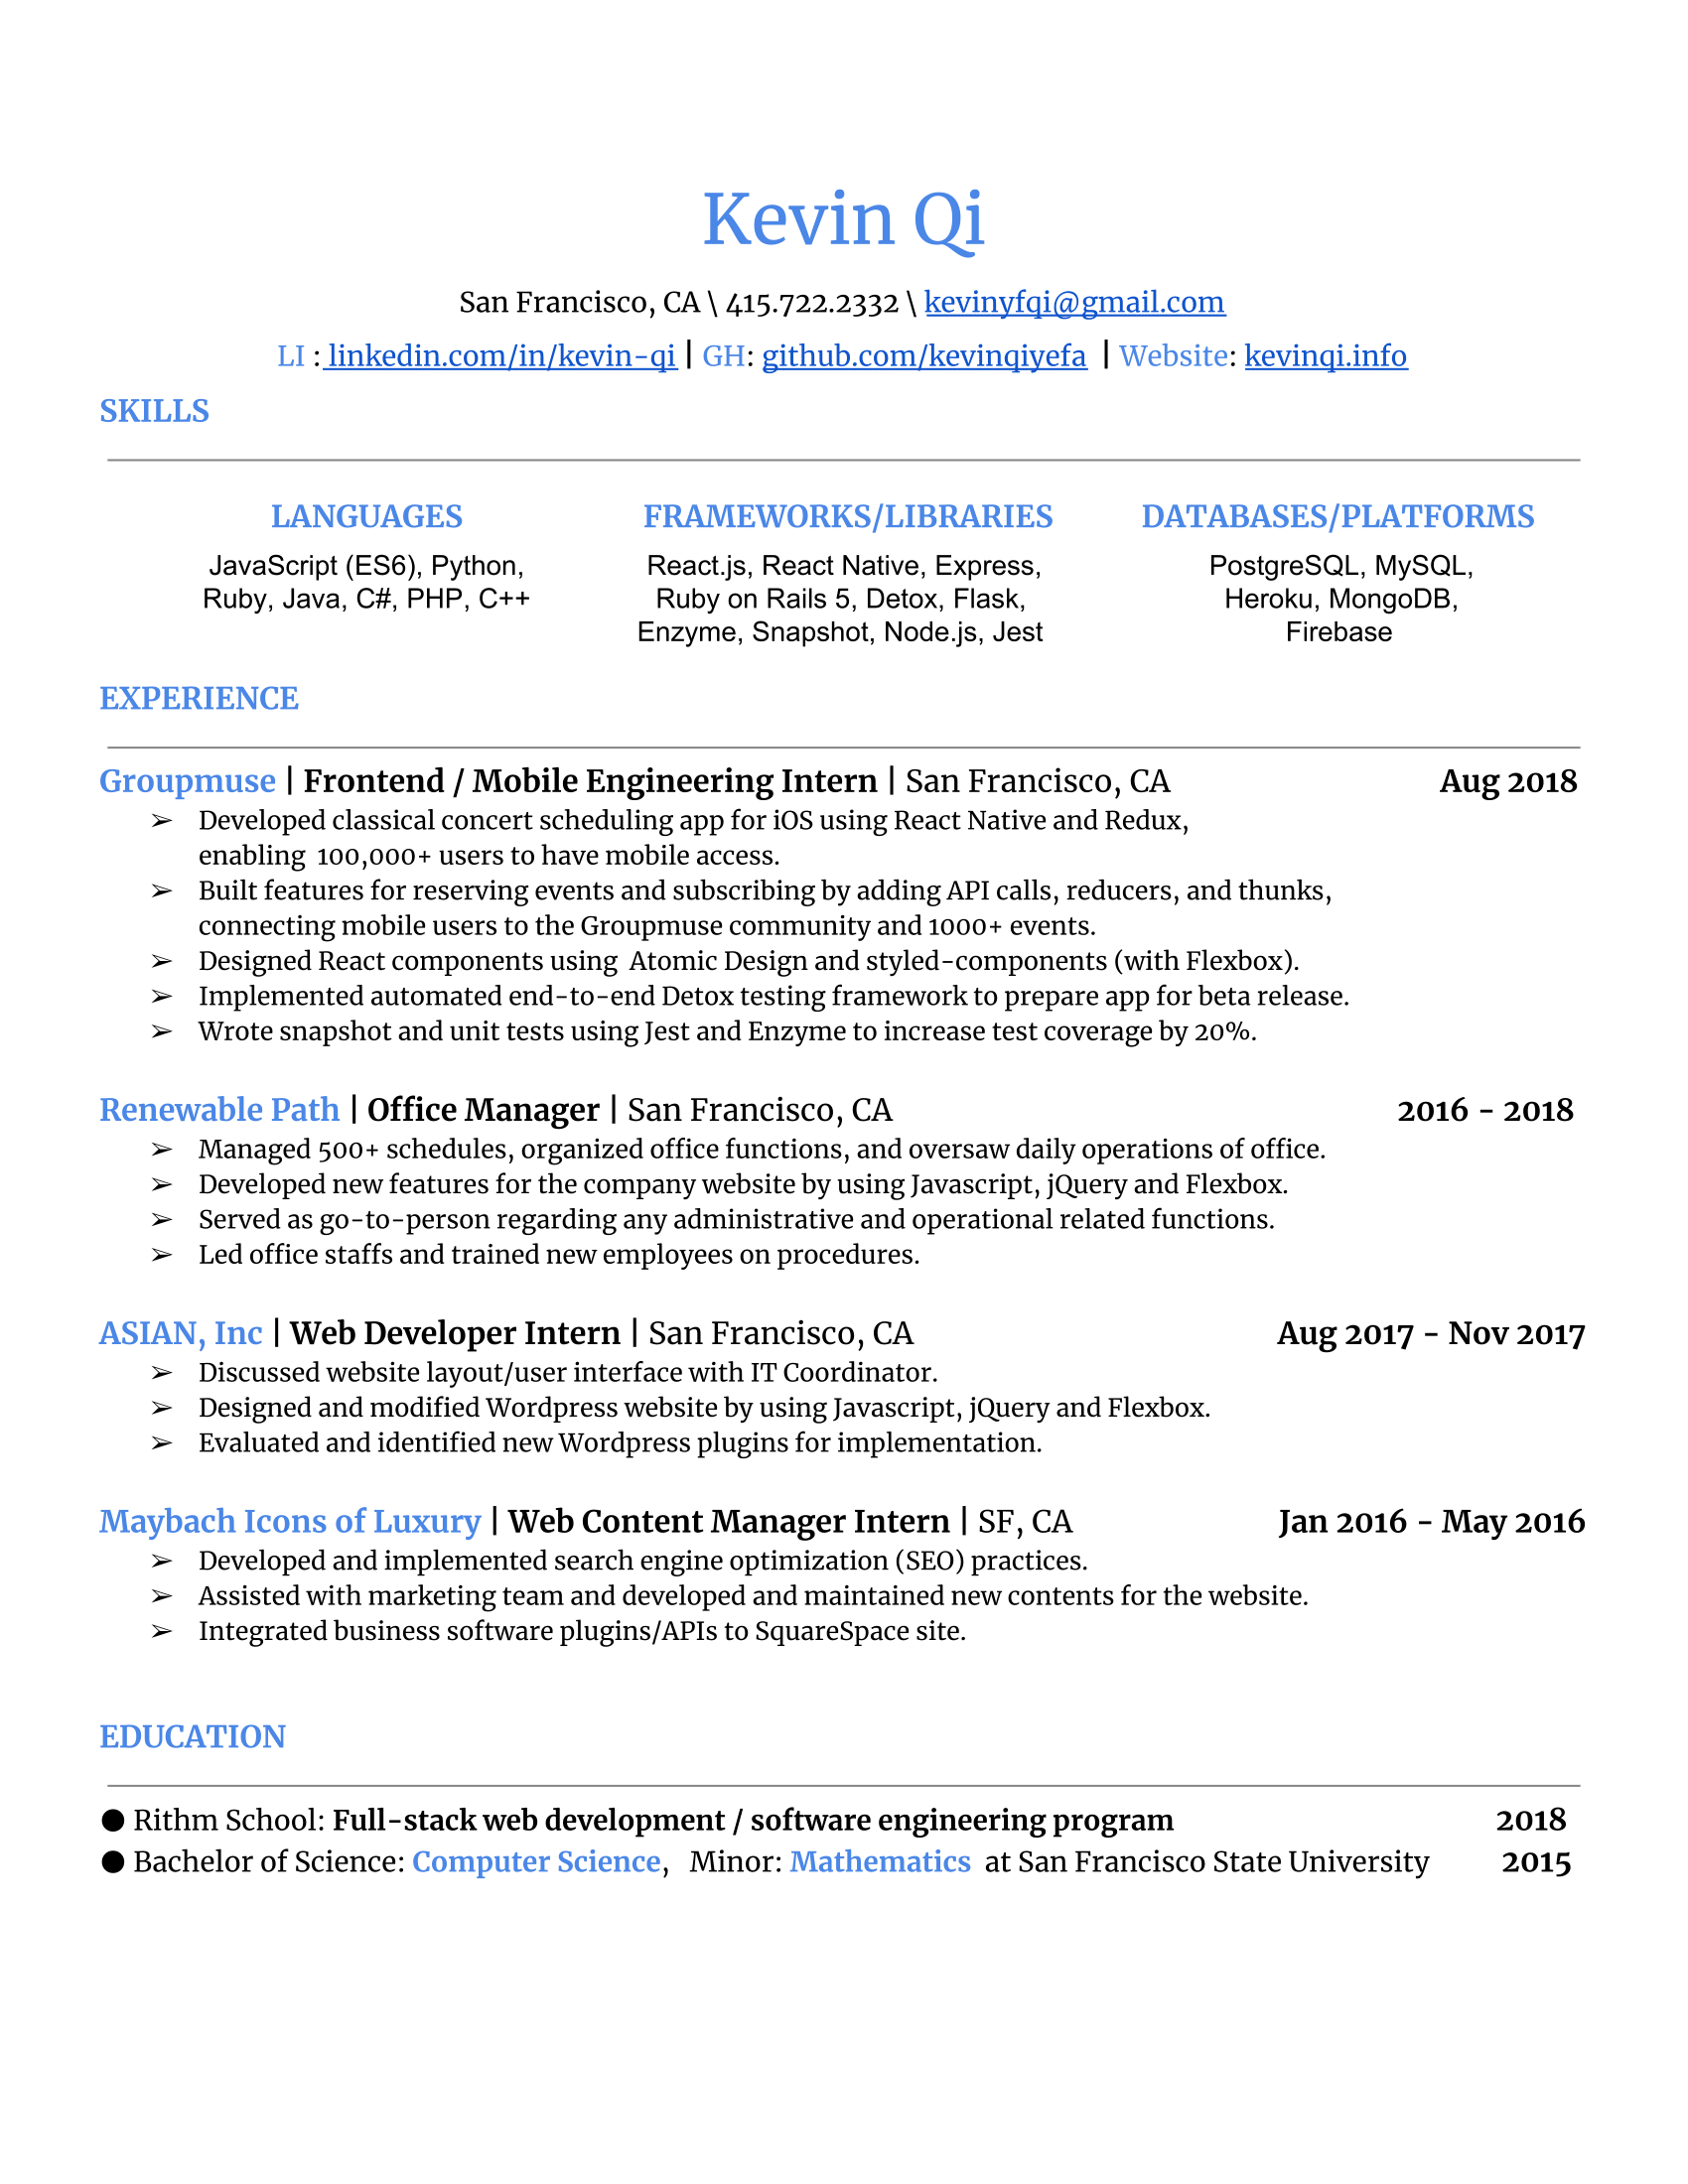 Kevin Qi
San Francisco, CA \ 415.722.2332 \ kevinyfqi@gmail.com
LI : linkedin.com/in/kevin-qi | GH: github.com/kevinqiyefa | Website: kevinqi.info
SKILLS
LANGUAGES
JavaScript (ES6), Python,
Ruby, Java, C#, PHP, C++
FRAMEWORKS/LIBRARIES
React.js, React Native, Express,
Ruby on Rails 5, Detox, Flask,
Enzyme, Snapshot, Node.js, Jest
DATABASES/PLATFORMS
PostgreSQL, MySQL,
Heroku, MongoDB,
Firebase
EXPERIENCE
Groupmuse | Frontend / Mobile Engineering Intern | San Francisco, CA Aug 2018
➢ Developed classical concert scheduling app for iOS using React Native and Redux,
enabling 100,000+ users to have mobile access.
➢ Built features for reserving events and subscribing by adding API calls, reducers, and thunks,
connecting mobile users to the Groupmuse community and 1000+ events.
➢ Designed React components using Atomic Design and styled-components (with Flexbox).
➢ Implemented automated end-to-end Detox testing framework to prepare app for beta release.
➢ Wrote snapshot and unit tests using Jest and Enzyme to increase test coverage by 20%.
Renewable Path | Office Manager | San Francisco, CA 2016 - 2018
➢ Managed 500+ schedules, organized office functions, and oversaw daily operations of office.
➢ Developed new features for the company website by using Javascript, jQuery and Flexbox.
➢ Served as go-to-person regarding any administrative and operational related functions.
➢ Led office staffs and trained new employees on procedures.
ASIAN, Inc | Web Developer Intern | San Francisco, CA Aug 2017 - Nov 2017
➢ Discussed website layout/user interface with IT Coordinator.
➢ Designed and modified Wordpress website by using Javascript, jQuery and Flexbox.
➢ Evaluated and identified new Wordpress plugins for implementation.
Maybach Icons of Luxury | Web Content Manager Intern | SF, CA Jan 2016 - May 2016
➢ Developed and implemented search engine optimization (SEO) practices.
➢ Assisted with marketing team and developed and maintained new contents for the website.
➢ Integrated business software plugins/APIs to SquareSpace site.
EDUCATION
● Rithm School: Full-stack web development / software engineering program 2018
● Bachelor of Science: Computer Science, Minor: Mathematics at San Francisco State University 2015